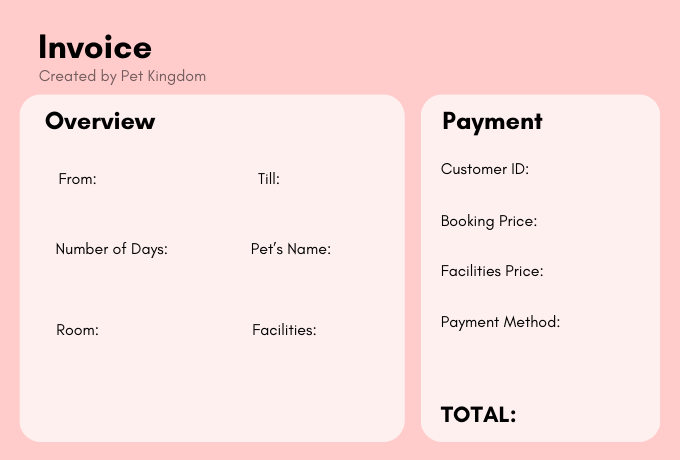 Invoice
Created by Pet Kingdom
Overview
From:
Till:
Number of Days:
Pet’s Name:
Room:
Facilities:
Payment
Customer ID:
Booking Price:
Facilities Price:
Payment Method:
TOTAL: